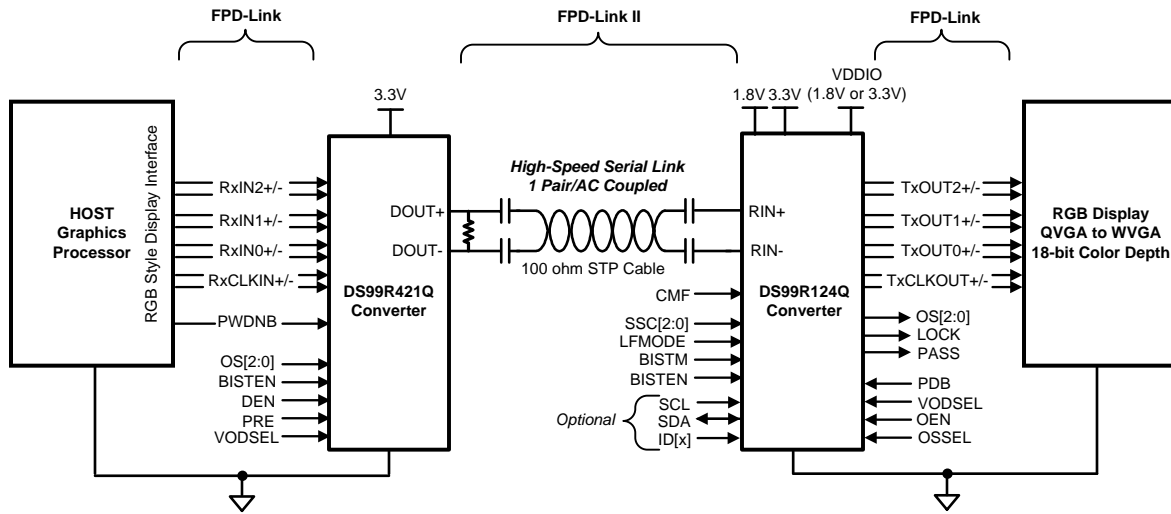 FPD-Link
FPD-Link II
FPD-Link
VDDIO
(1.8V or 3.3V)
3.3V
1.8V
3.3V
HOST
Graphics
Processor
RGB Style Display Interface
RxIN2+/-
RxIN1+/-
RxIN0+/-
RxCLKIN+/-
PWDNB
OS[2:0]
BISTEN
DEN
PRE
VODSEL
DS99R421Q
Converter
DOUT+
DOUT-
High-Speed Serial Link
1 Pair/AC Coupled
100 ohm STP Cable
RIN+
RIN-
CMF
SSC[2:0]
LFMODE
BISTM
BISTEN
Optional
SCL
SDA
ID[x]
DS99R124Q
Converter
TxOUT2+/-
TxOUT1+/-
TxOUT0+/-
TxCLKOUT+/-
OS[2:0]
LOCK
PASS
PDB
VODSEL
OEN
OSSEL
RGB Display
QVGA to WVGA
18-bit Color Depth